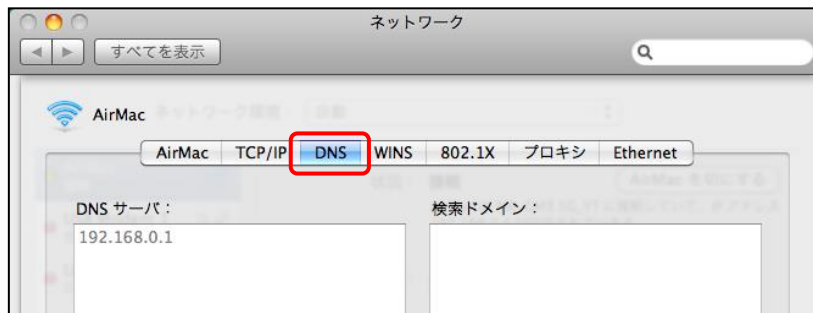 ネットワーク
すべてを表示
AirMac
AirMac TCP/IP DNS WINS 802.1X プロキシ Ethernet
DNS サーバ： 検索ドメイン：
192.168.0.1